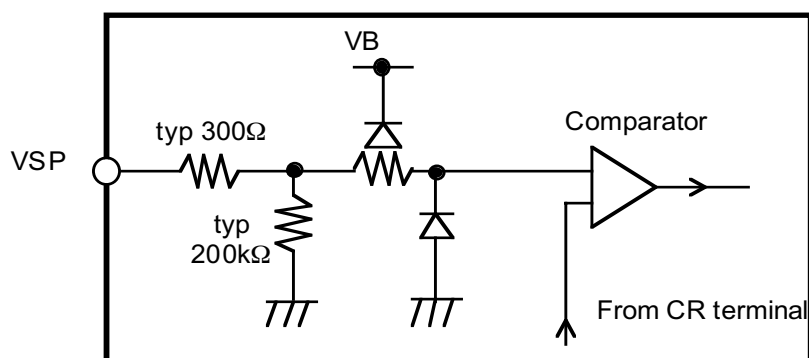 VB
typ 300Ω
Comparator
VSP
typ
200kΩ
From CR terminal